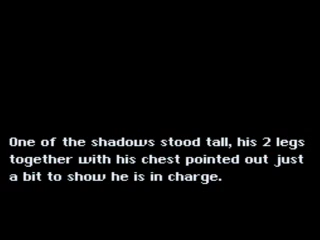 One of the shadows stood tall, his 2 legs
together with his chest pointed out just
a bit to show he is in charge.